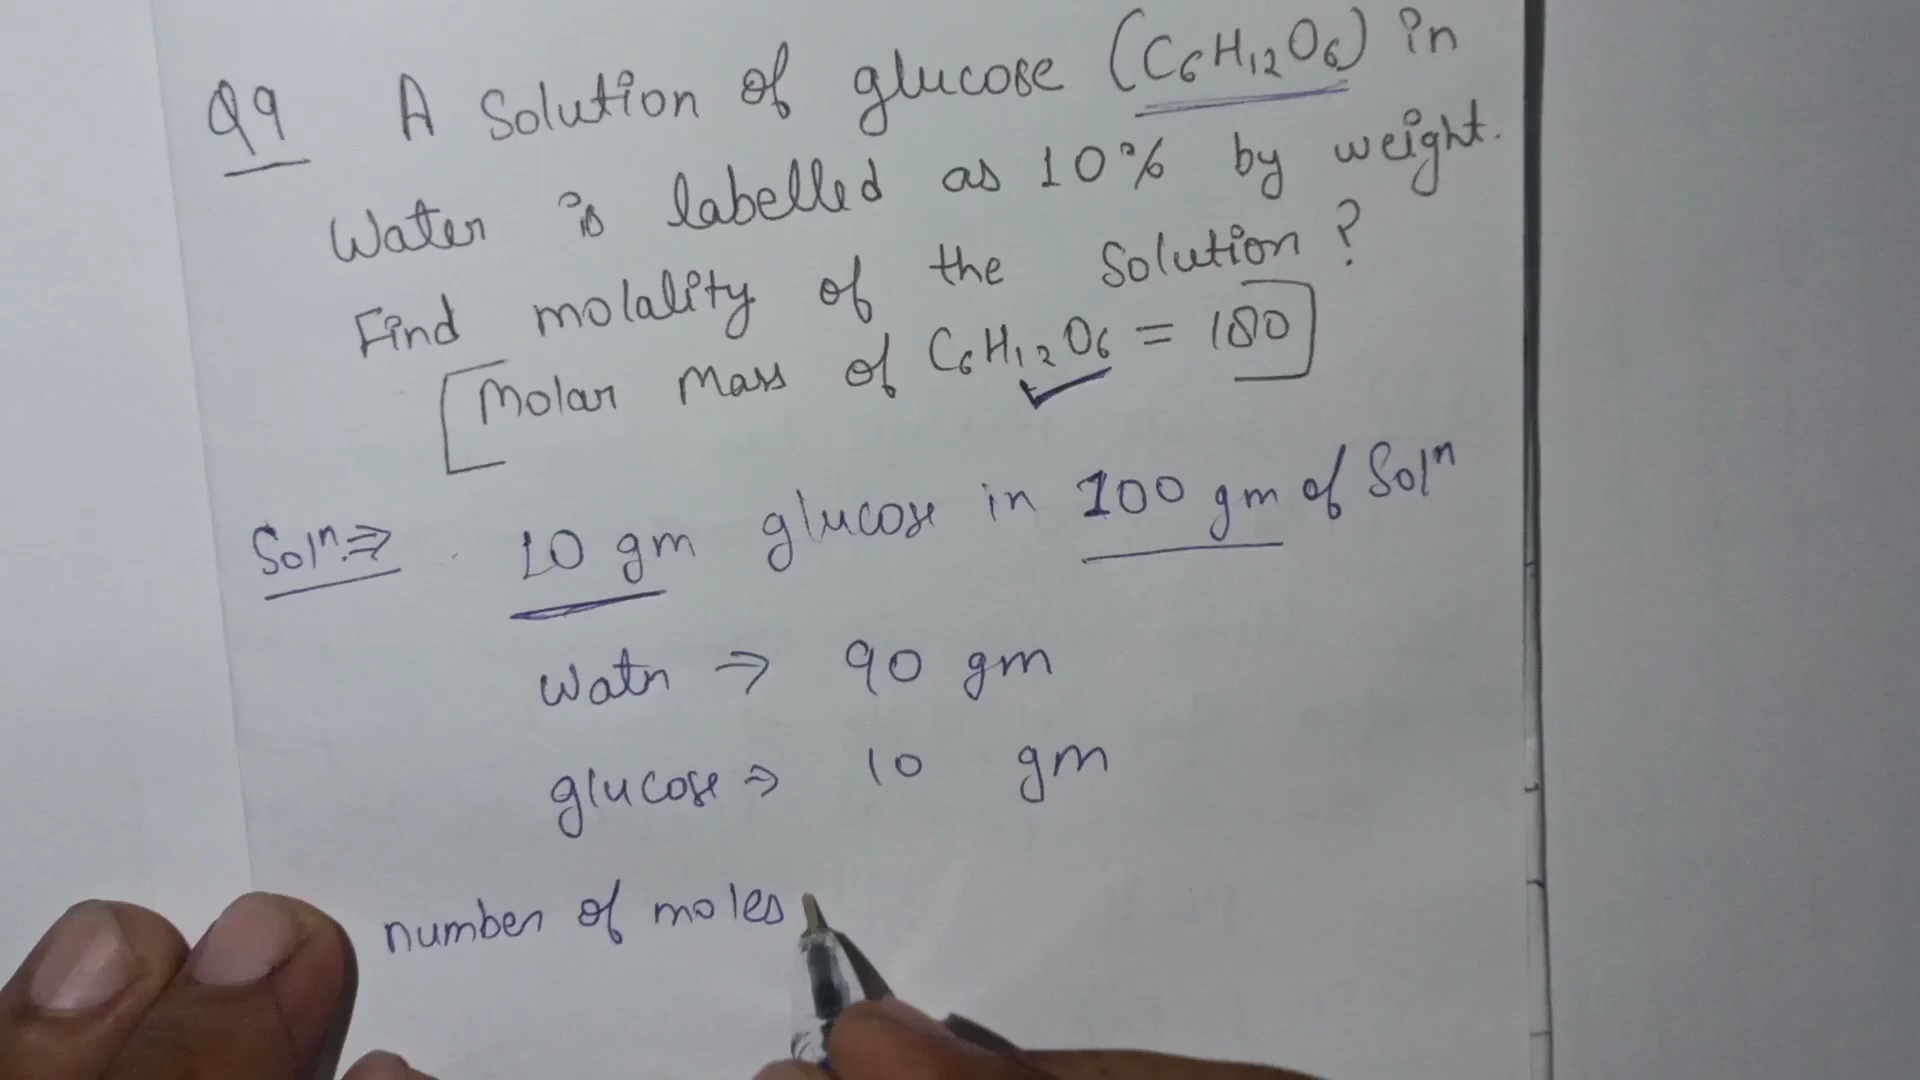 Q9 A Solution of glucose (C6H12O6) in
Water is labelled as 10% by weight.
Find molality of the Solution?
[Molar Mass of C6H12O6 = 180]
Solⁿ.⇒ 10 gm glucose in 100 gm of Solⁿ
Water ⇒ 90 gm
glucose ⇒ 10 gm
number of moles